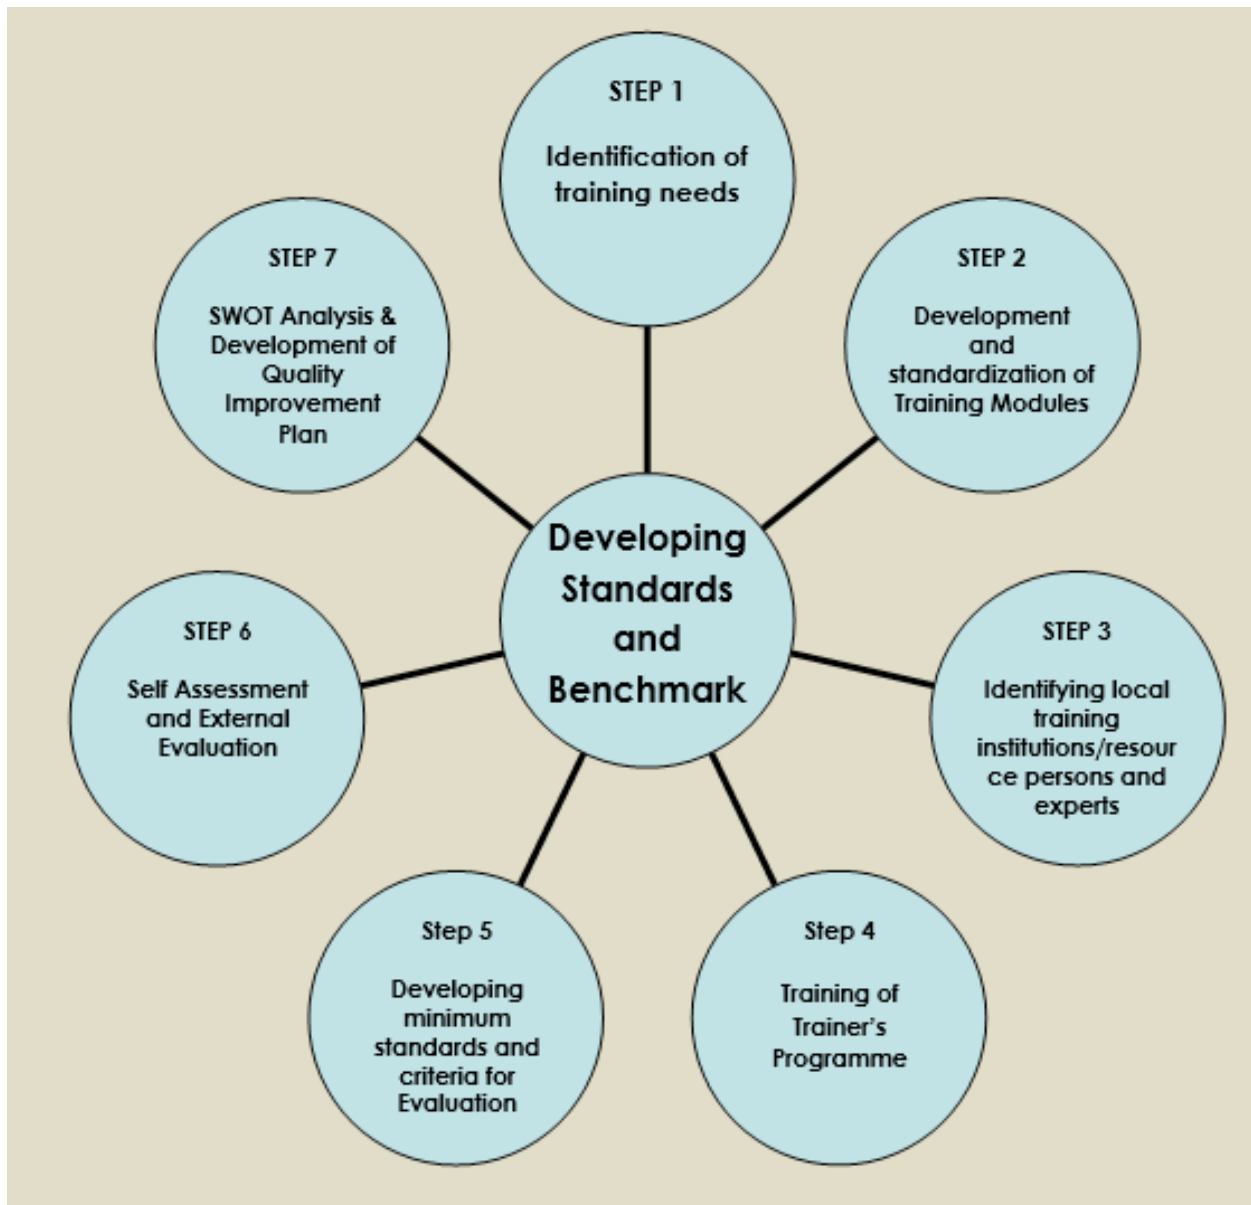 STEP 1
Identification of
training needs
STEP 2
Development
and
standardization of
Training Modules
STEP 3
Identifying local
training
institutions/resour
ce persons and
experts
Step 4
Training of
Trainer's
Programme
Step 5
Developing
minimum
standards and
criteria for
Evaluation
STEP 6
Self Assessment
and External
Evaluation
STEP 7
SWOT Analysis &
Development of
Quality
Improvement
Plan
Developing
Standards
and
Benchmark